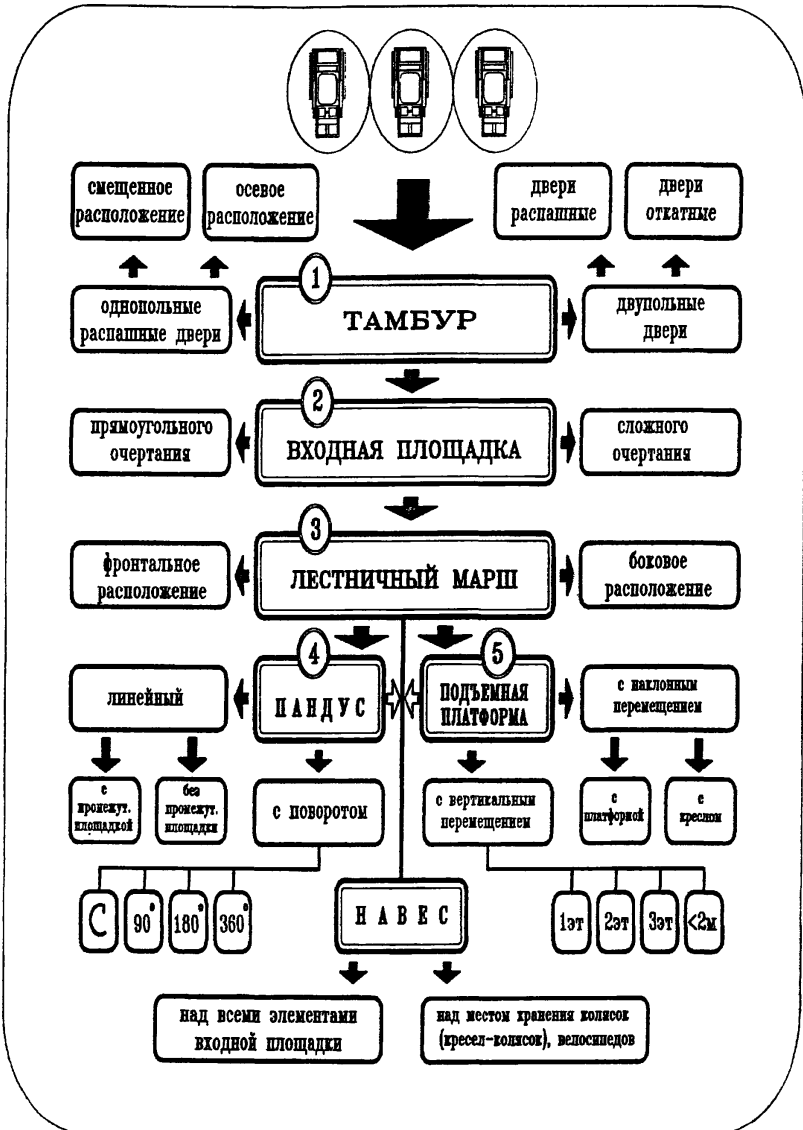 смещенное
расположение
осевое
расположение
двери
распашные
двери
откатные
1
однопольные
распашные двери
ТАМБУР
двупольные
двери
2
прямоугольного
очертания
ВХОДНАЯ ПЛОЩАДКА
сложного
очертания
3
фронтальное
расположение
ЛЕСТНИЧНЫЙ МАРШ
боковое
расположение
4
5
линейный
ПАНДУС
ПОДЪЕМНАЯ
ПЛАТФОРМА
с наклонным
перемещением
с
промежут.
площадкой
без
промежут.
площадки
с поворотом
с вертикальным
перемещением
с
платформой
с
креслом
С
90°
180°
360°
НАВЕС
1эт
2эт
3эт
<2м
над всеми элементами
входной площадки
над местом хранения колясок
(кресел-колясок), велосипедов